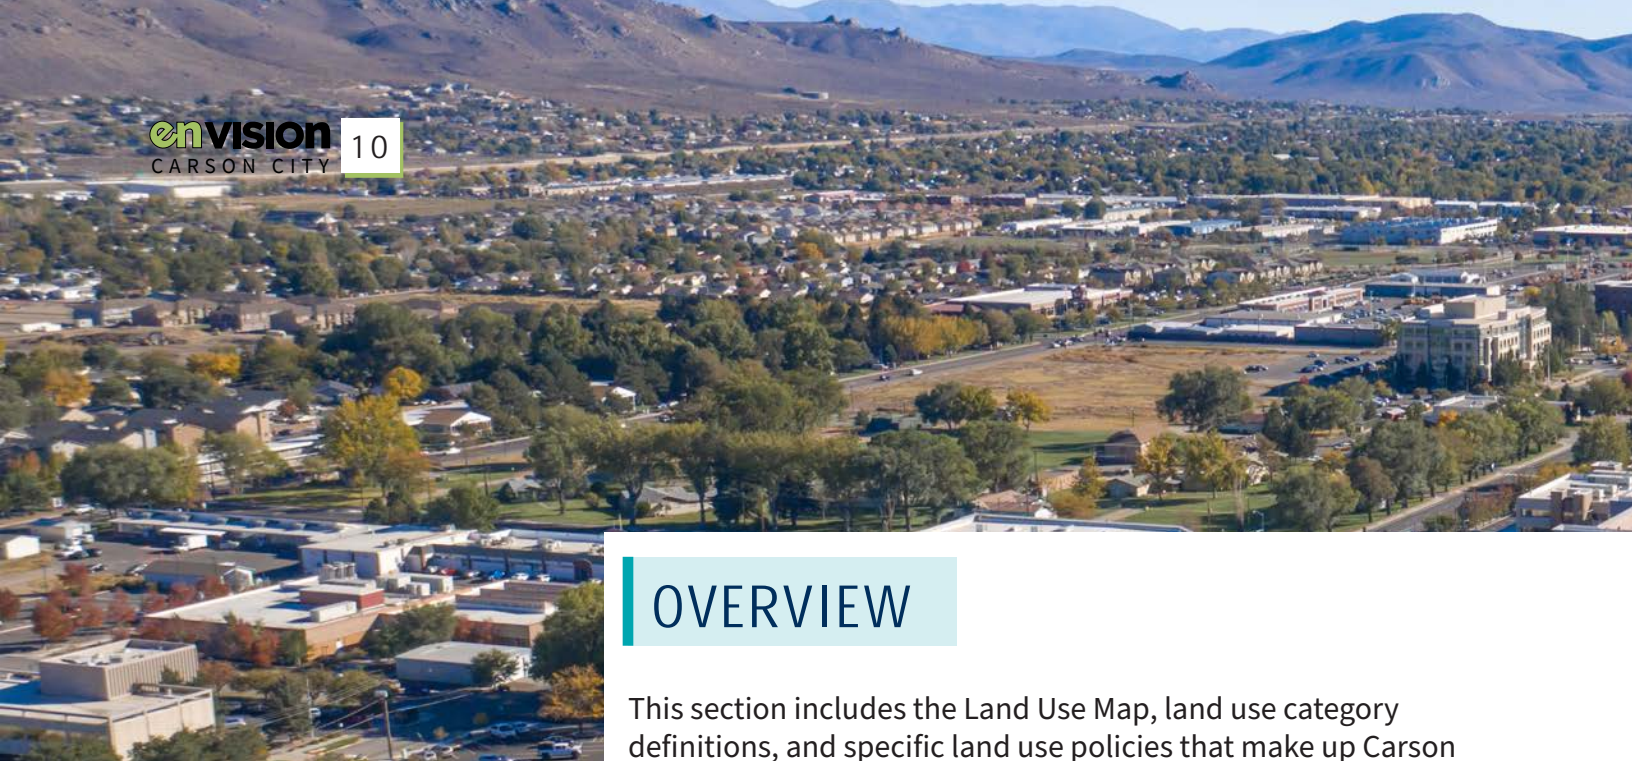 envision
CARSON CITY
10
OVERVIEW
This section includes the Land Use Map, land use category
definitions, and specific land use policies that make up Carson